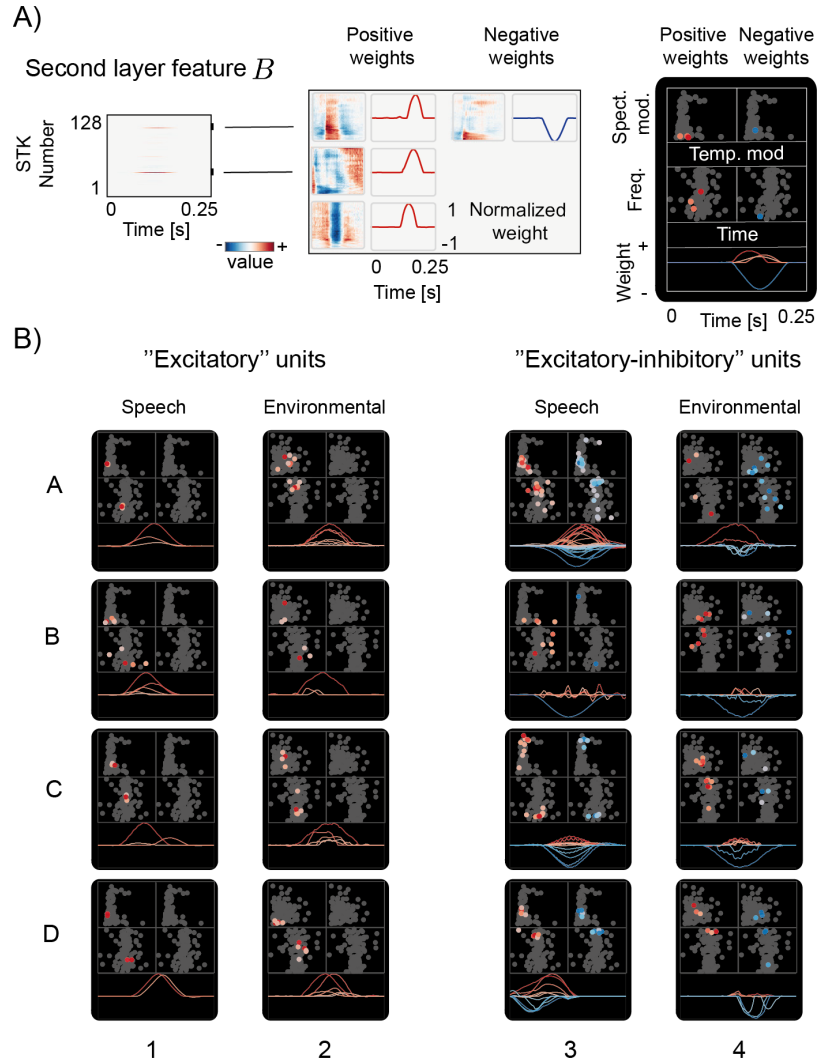 A)
Positive weights
Negative weights
Positive weights
Negative weights
Second layer feature B
STK Number
128
1
0
0.25
Time [s]
-
+
value
Normalized weight
1
-1
0
0.25
Time [s]
Spect. mod.
Temp. mod
Freq.
Time
Weight
+
-
0
0.25
Time [s]
B)
"Excitatory" units
"Excitatory-inhibitory" units
Speech
Environmental
Speech
Environmental
A
B
C
D
1
2
3
4